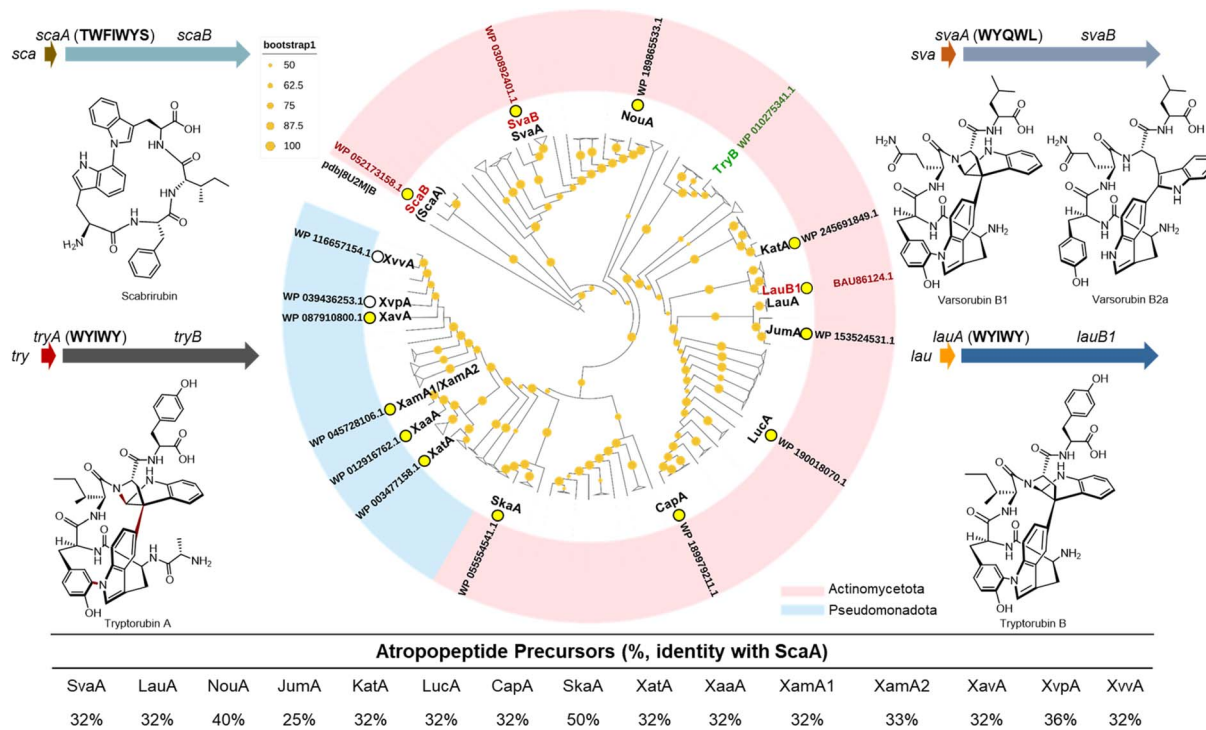 scaA (TWFIWYS) scaB
sca
Scabrirubin
bootstrap1
50
62.5
75
87.5
100
svaA (WYQWL) svaB
sva
Varsorubin B1
Varsorubin B2a
tryA (WYIWY) tryB
try
Tryptorubin A
lauA (WYIWY) lauB1
lau
Tryptorubin B
WP 030892401.1
SvaB
SvaA
WP 189865533.1
NouA
WP 010275341.1
TryB
KatA
WP 245691849.1
LauB1
BAU86124.1
LauA
JumA
WP 153524531.1
LucA
WP 190018070.1
CapA
WP 189979211.1
SkaA
WP 055554541.1
WP 003477158.1
XatA
WP 012916762.1
XaaA
WP 045728106.1
XamA1/XamA2
WP 087910800.1
XavA
WP 039436253.1
XvpA
WP 116657154.1
XvvA
pdb|8U2M|B
WP 052173158.1
ScaB
(ScaA)
Actinomycetota
Pseudomonadota
O
OH
N
NH
HN
H
H2N
NH2
Atropopeptide Precursors (%, identity with ScaA)
SvaA LauA NouA JumA KatA LucA CapA SkaA XatA XaaA XamA1 XamA2 XavA XvpA XvvA
32% 32% 40% 25% 32% 32% 32% 50% 32% 32% 32% 33% 32% 36% 32%